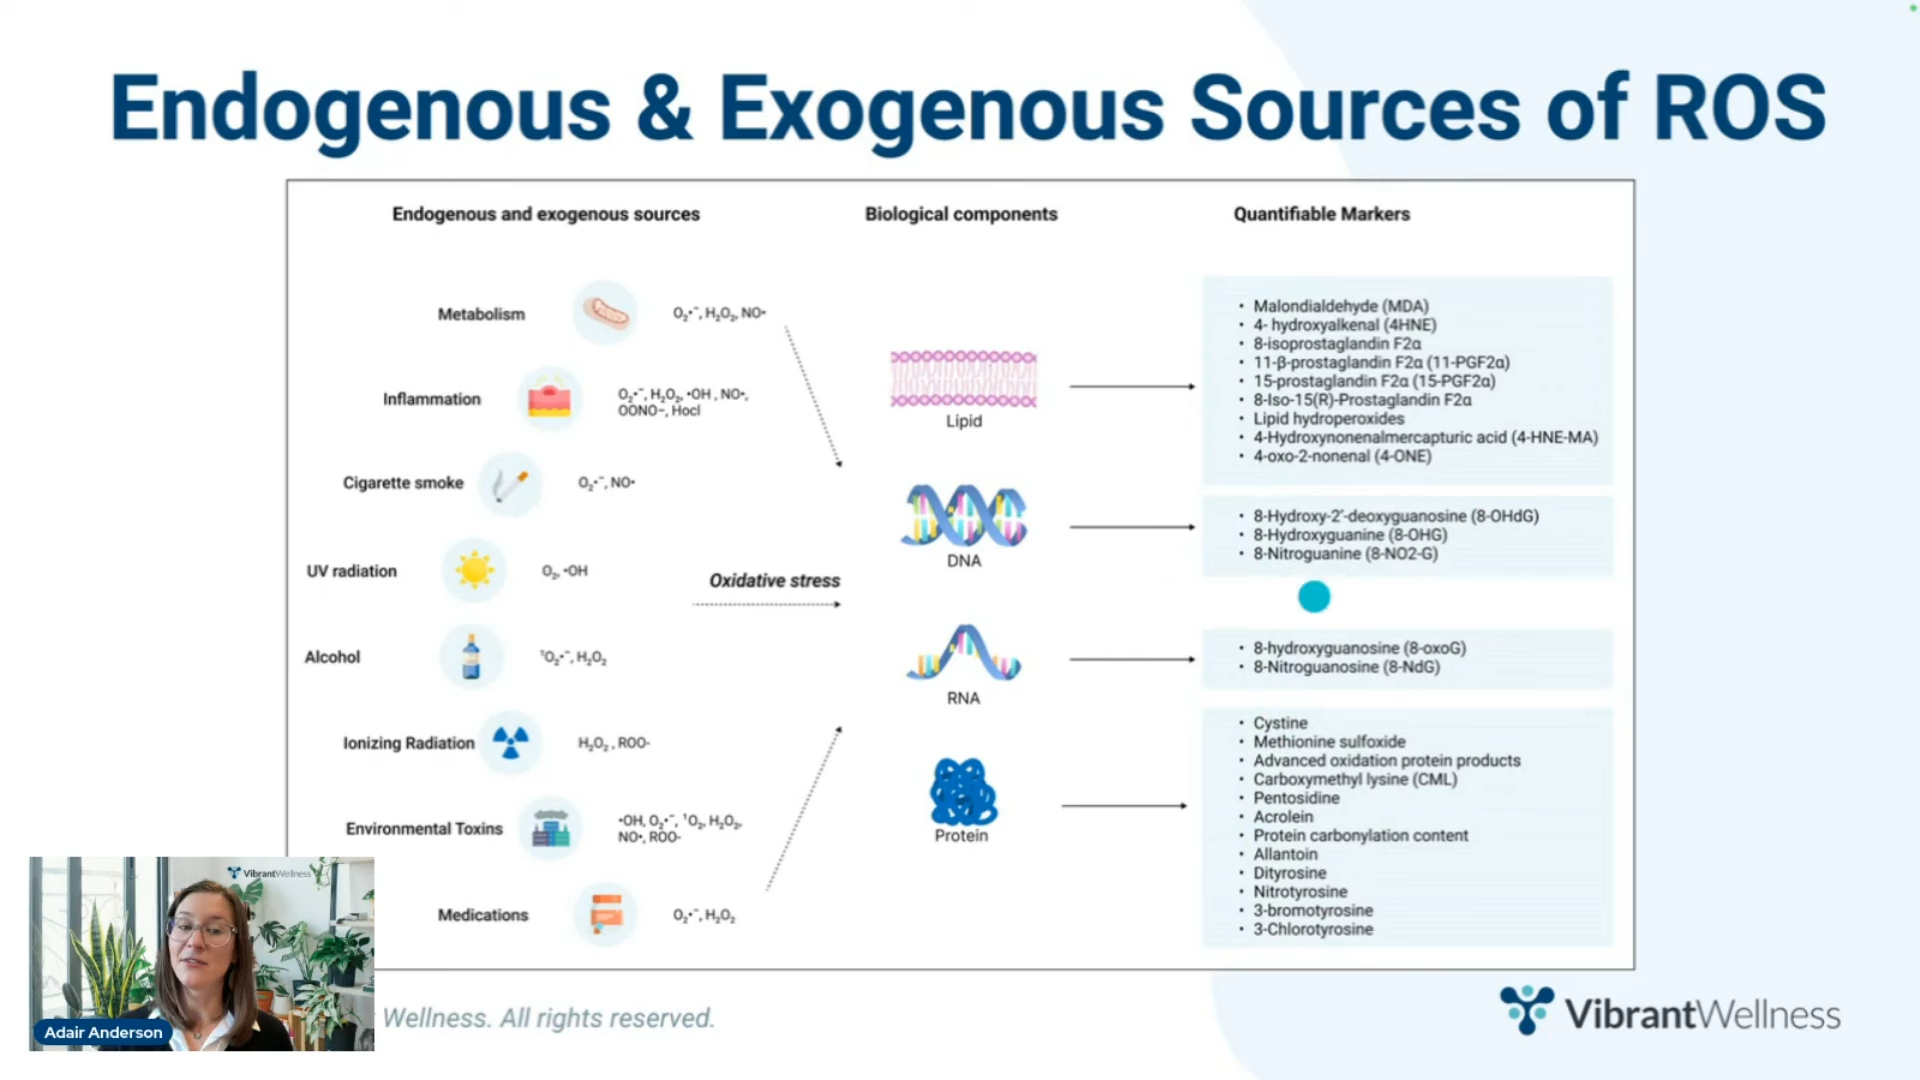 Endogenous & Exogenous Sources of ROS
Endogenous and exogenous sources
Biological components
Quantifiable Markers
Metabolism
O₂•⁻, H₂O₂, NO•
Inflammation
O₂•⁻, H₂O₂, •OH , NO•,
OONO–, Hocl
Cigarette smoke
O₂•⁻, NO•
UV radiation
O₂, •OH
Alcohol
¹O₂•⁻, H₂O₂
Ionizing Radiation
H₂O₂ , ROO-
Environmental Toxins
•OH, O₂•⁻, ¹O₂, H₂O₂,
NO•, ROO-
Medications
O₂•⁻, H₂O₂
Oxidative stress
Lipid
DNA
RNA
Protein
• Malondialdehyde (MDA)
• 4- hydroxyalkenal (4HNE)
• 8-isoprostaglandin F2α
• 11-β-prostaglandin F2α (11-PGF2α)
• 15-prostaglandin F2α (15-PGF2α)
• 8-Iso-15(R)-Prostaglandin F2α
• Lipid hydroperoxides
• 4-Hydroxynonenalmercapturic acid (4-HNE-MA)
• 4-oxo-2-nonenal (4-ONE)
• 8-Hydroxy-2'-deoxyguanosine (8-OHdG)
• 8-Hydroxyguanine (8-OHG)
• 8-Nitroguanine (8-NO2-G)
• 8-hydroxyguanosine (8-oxoG)
• 8-Nitroguanosine (8-NdG)
• Cystine
• Methionine sulfoxide
• Advanced oxidation protein products
• Carboxymethyl lysine (CML)
• Pentosidine
• Acrolein
• Protein carbonylation content
• Allantoin
• Dityrosine
• Nitrotyrosine
• 3-bromotyrosine
• 3-Chlorotyrosine
VibrantWellness
Adair Anderson
Wellness. All rights reserved.
VibrantWellness